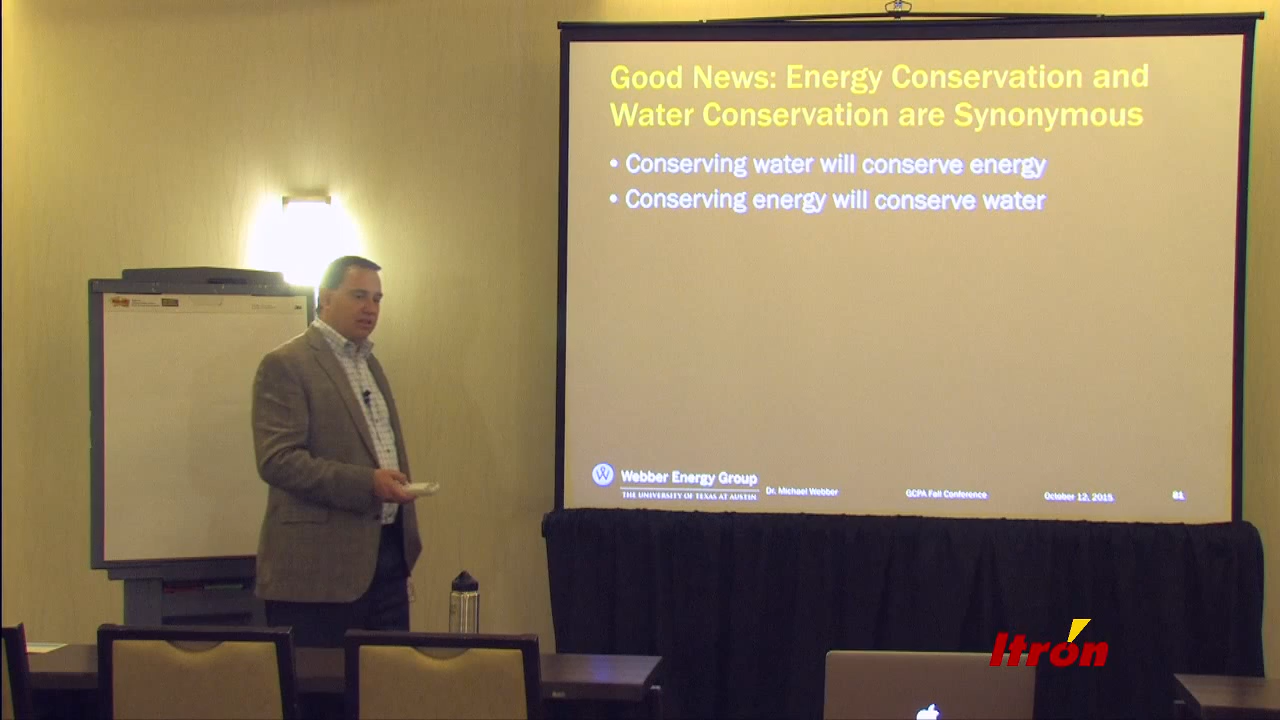 Good News: Energy Conservation and
Water Conservation are Synonymous
• Conserving water will conserve energy
• Conserving energy will conserve water
W
Webber Energy Group
THE UNIVERSITY OF TEXAS AT AUSTIN
Dr. Michael Webber
GCPA Fall Conference
October 12, 2015
81
Itron